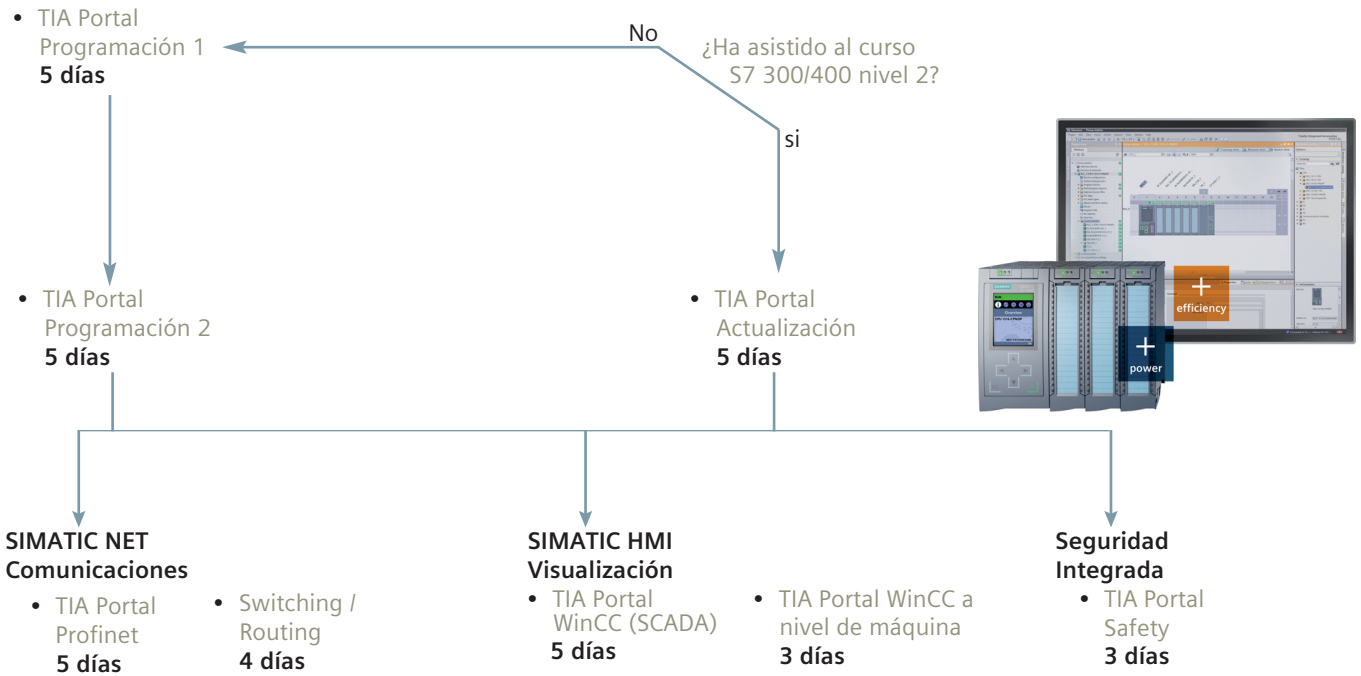 • TIA Portal
Programación 1
5 días
No
¿Ha asistido al curso
S7 300/400 nivel 2?
si
• TIA Portal
Programación 2
5 días
• TIA Portal
Actualización
5 días
SIEMENS
Overview
+
efficiency
+
power
SIMATIC NET
Comunicaciones
• TIA Portal
Profinet
5 días
• Switching /
Routing
4 días
SIMATIC HMI
Visualización
• TIA Portal
WinCC (SCADA)
5 días
• TIA Portal WinCC a
nivel de máquina
3 días
Seguridad
Integrada
• TIA Portal
Safety
3 días